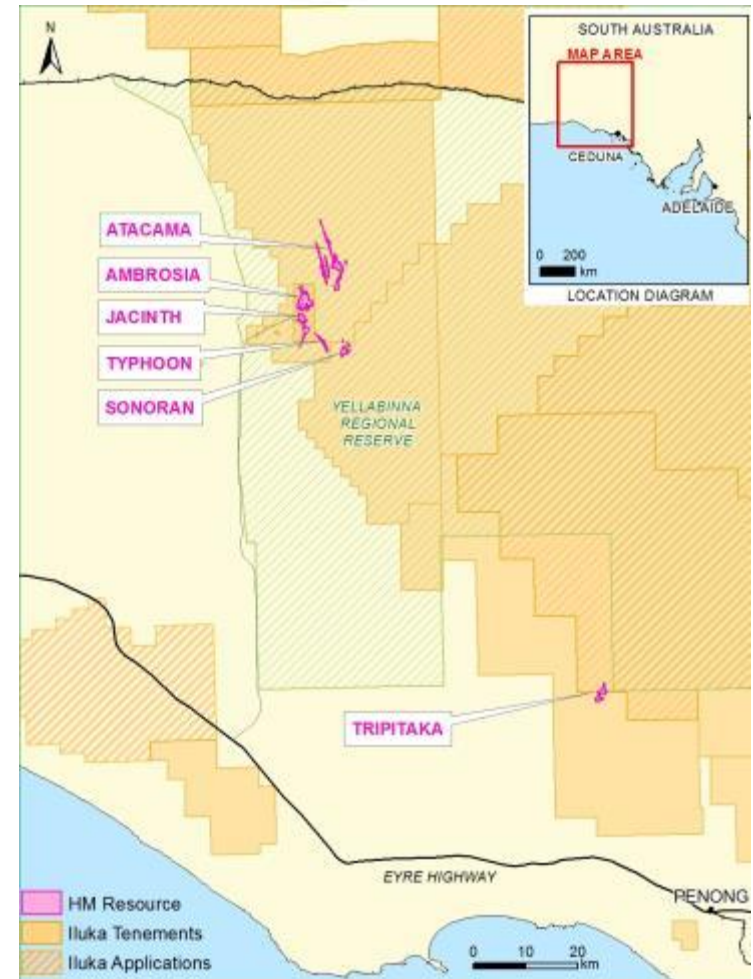 N
SOUTH AUSTRALIA
MAP AREA
CEDUNA
ADELAIDE
0 200
km
LOCATION DIAGRAM
ATACAMA
AMBROSIA
JACINTH
TYPHOON
SONORAN
YELLABINNA
REGIONAL
RESERVE
TRIPITAKA
EYRE HIGHWAY
PENONG
HM Resource
Iluka Tenements
Iluka Applications
0 10 20
km